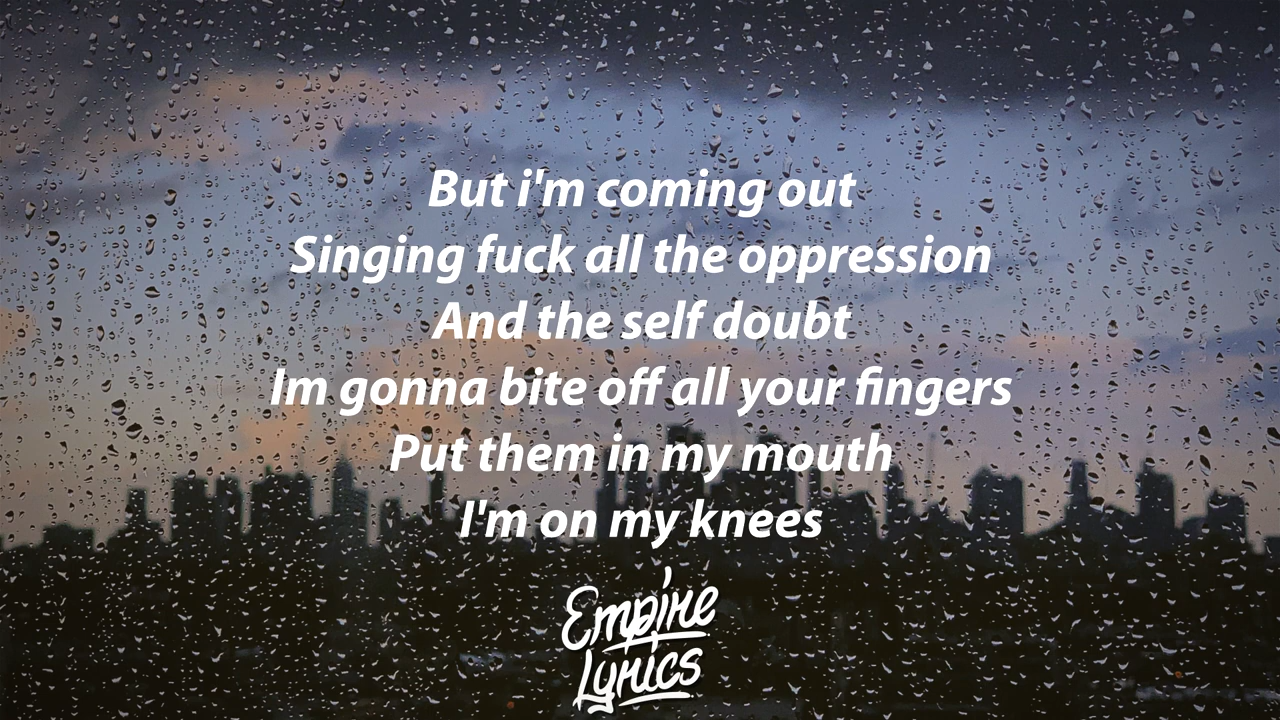 But i'm coming out
Singing fuck all the oppression
And the self doubt
Im gonna bite off all your fingers
Put them in my mouth
I'm on my knees
Empire
Lyrics